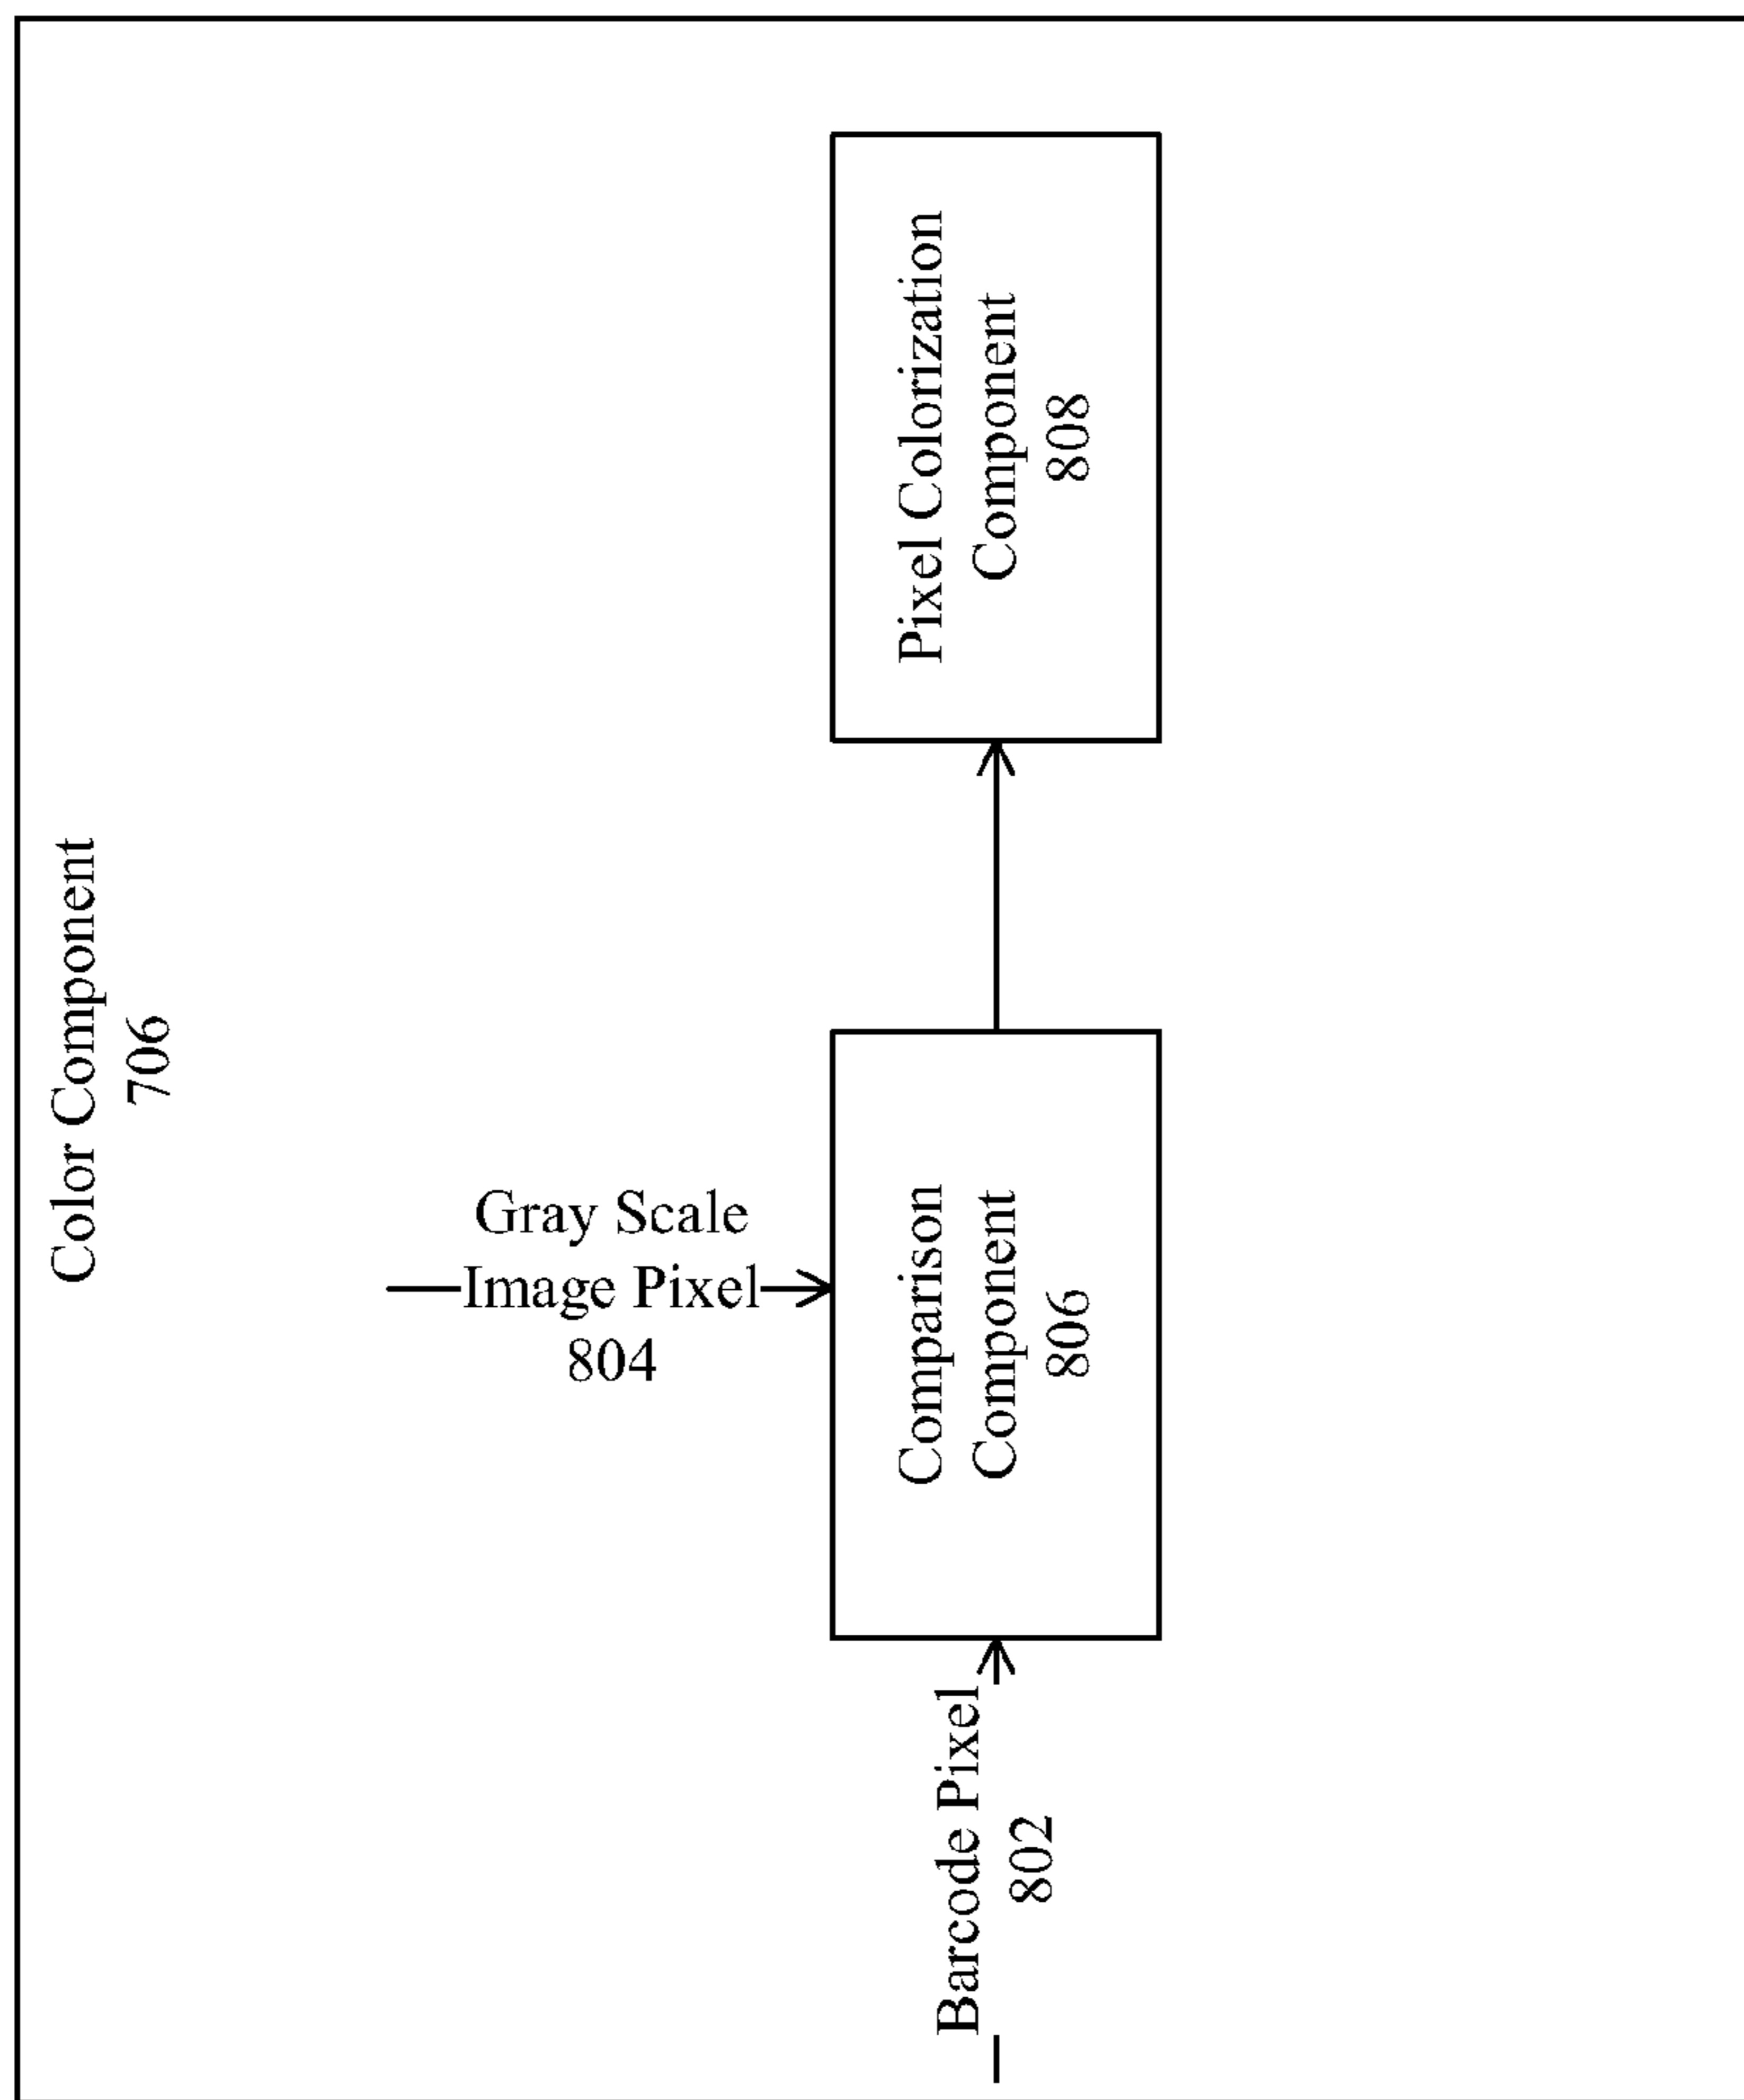 Color Component
706
Gray Scale
Image Pixel
804
Barcode Pixel
802
Comparison
Component
806
Pixel Colorization
Component
808